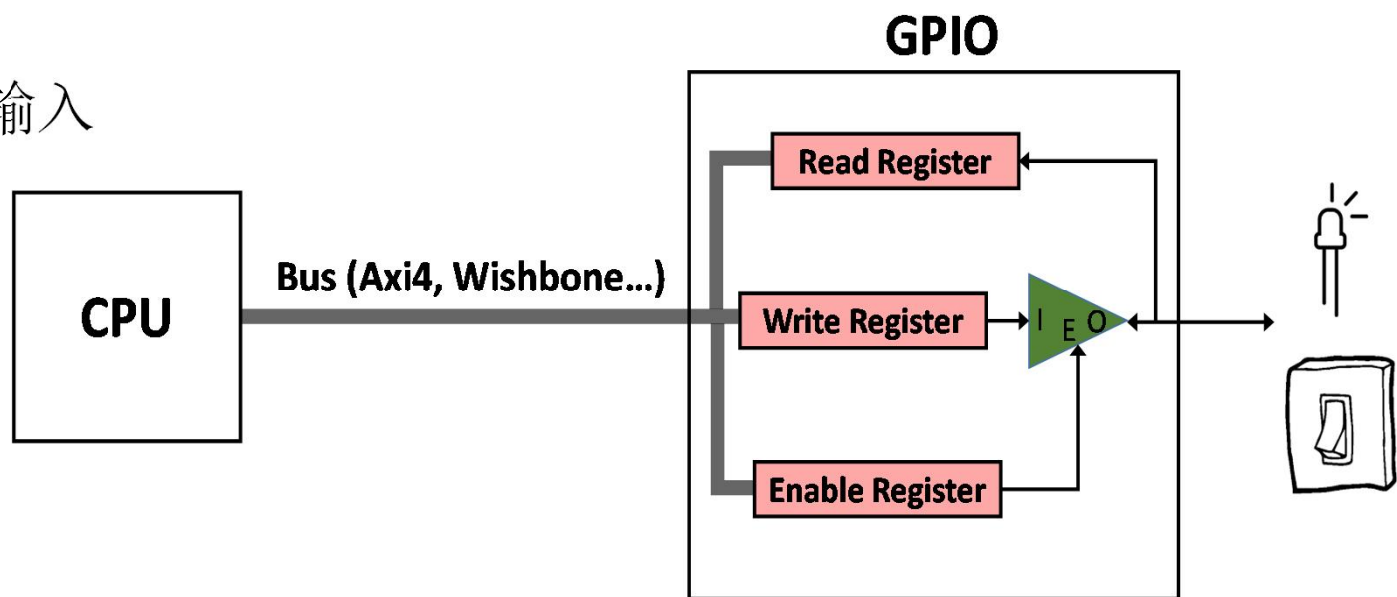 GPIO
输入
Read Register
CPU
Bus (Axi4, Wishbone...)
Write Register
I E O
Enable Register